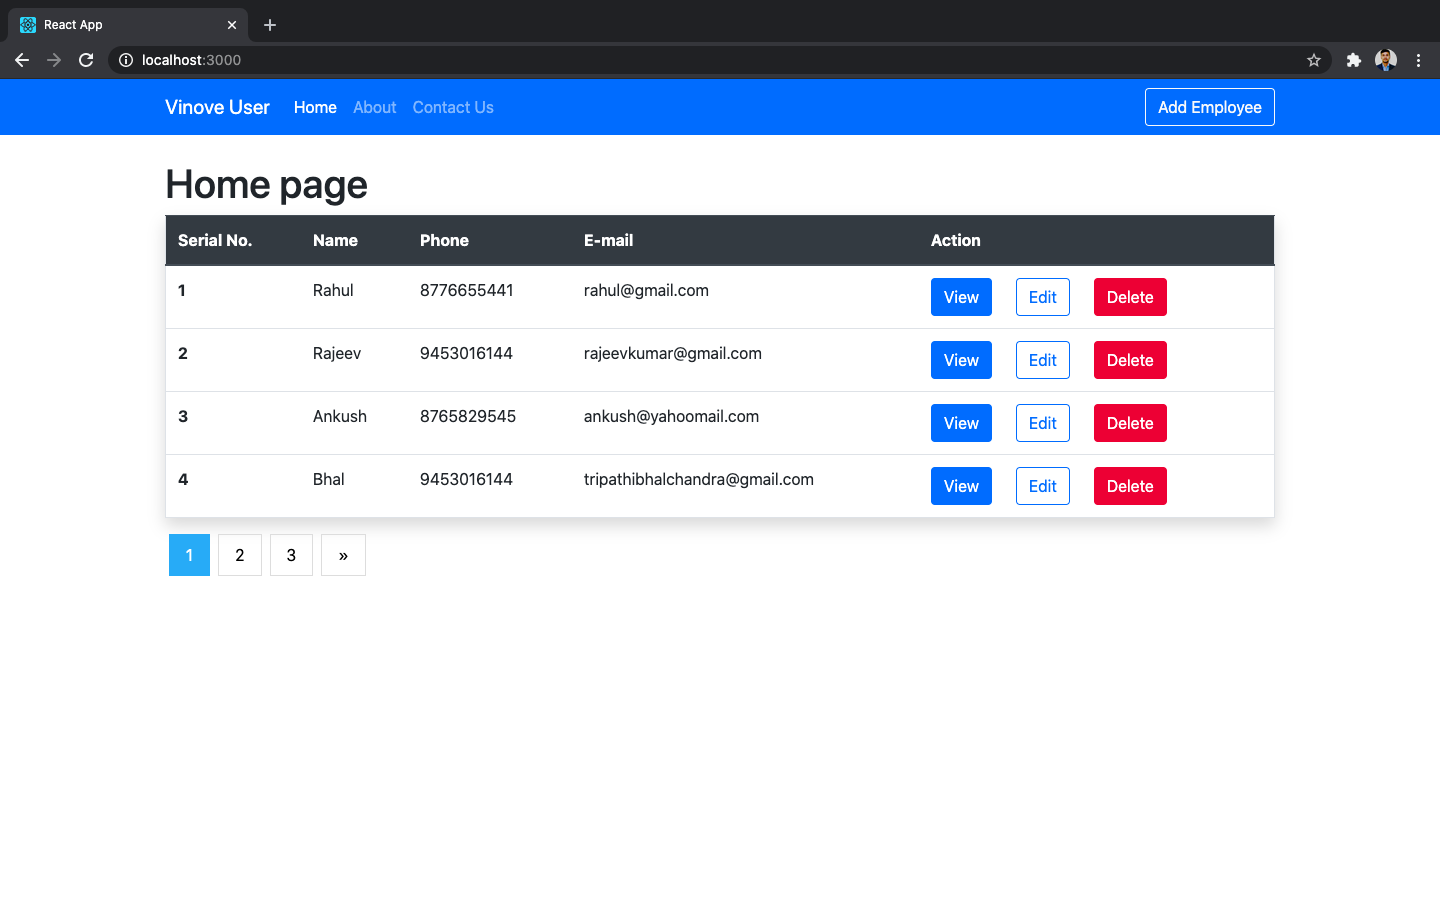 React App
localhost:3000
Vinove User Home About Contact Us Add Employee
Home page
Serial No. Name Phone E-mail Action
1 Rahul 8776655441 rahul@gmail.com View Edit Delete
2 Rajeev 9453016144 rajeevkumar@gmail.com View Edit Delete
3 Ankush 8765829545 ankush@yahoomail.com View Edit Delete
4 Bhal 9453016144 tripathibhalchandra@gmail.com View Edit Delete
1 2 3 »